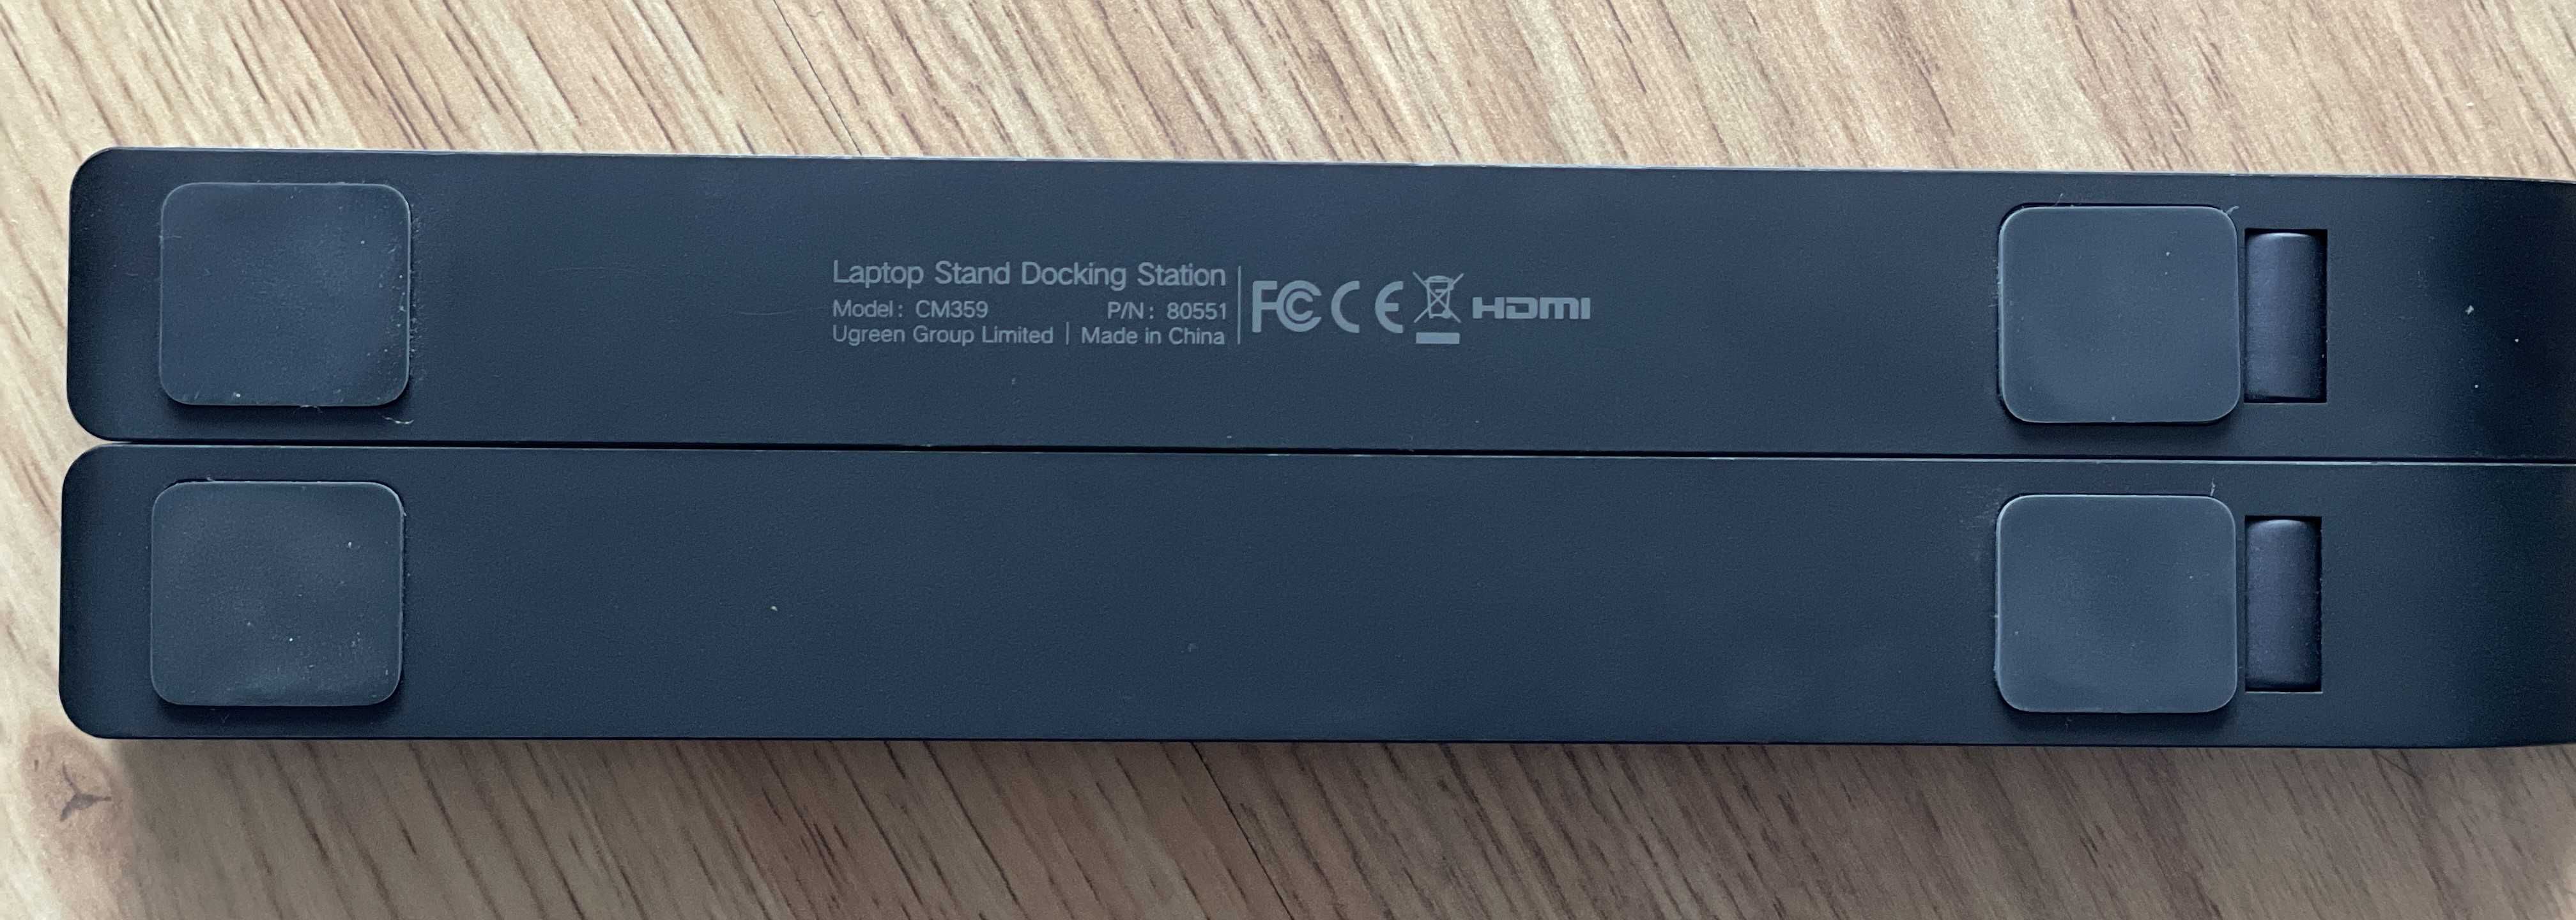 Laptop Stand Docking Station
Model: CM359 P/N: 80551
Ugreen Group Limited | Made in China
FC CE HDMI